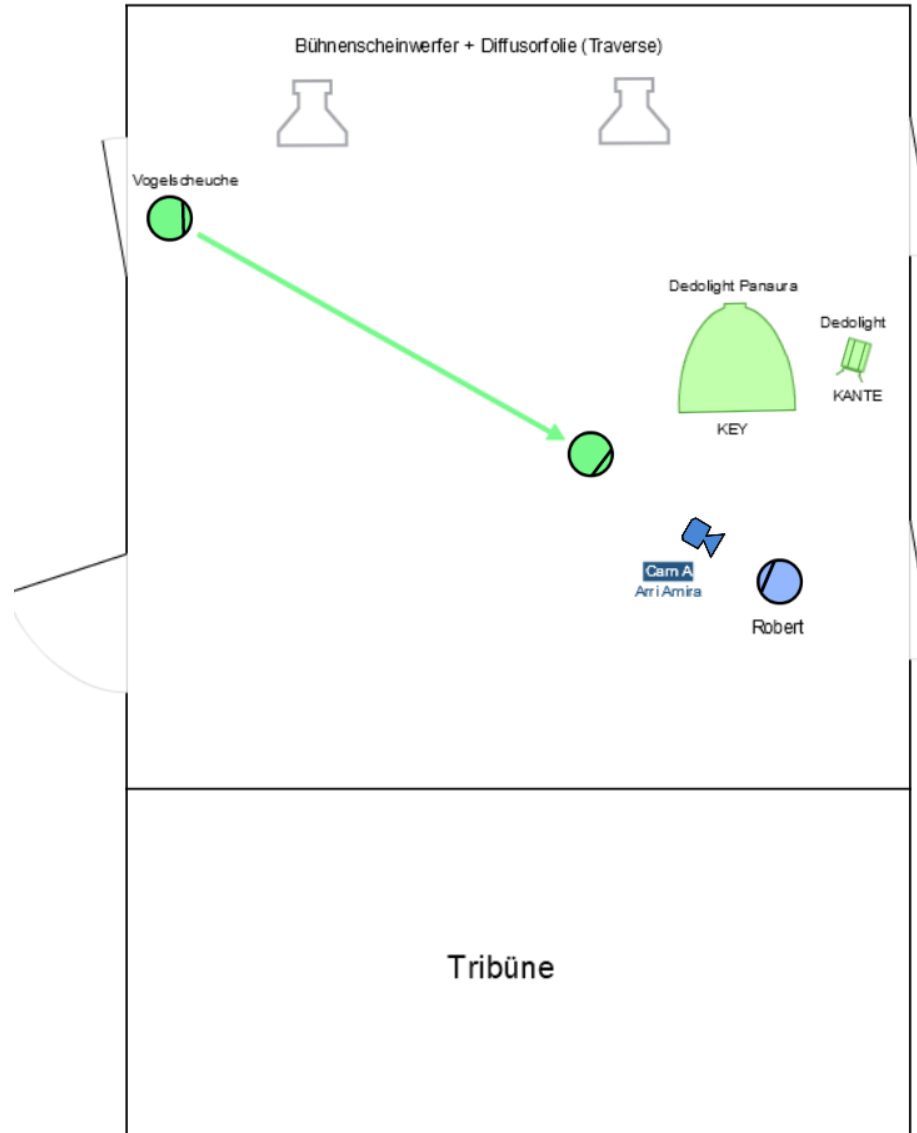 Bühnenscheinwerfer + Diffusorfolie (Traverse)
Vogelscheuche
Dedolight Panaura
Dedolight
KANTE
KEY
Cam A
Arri Amira
Robert
Tribüne